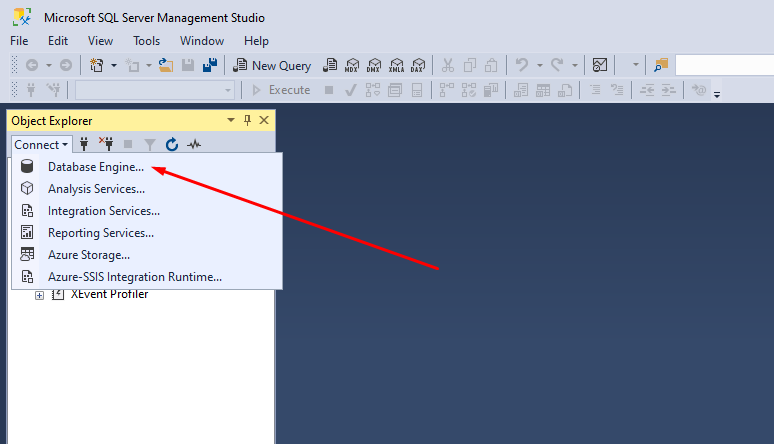 Microsoft SQL Server Management Studio
File Edit View Tools Window Help
New Query MDX DMX XMLA DAX
Execute
Object Explorer
Connect
Database Engine...
Analysis Services...
Integration Services...
Reporting Services...
Azure Storage...
Azure-SSIS Integration Runtime...
XEvent Profiler